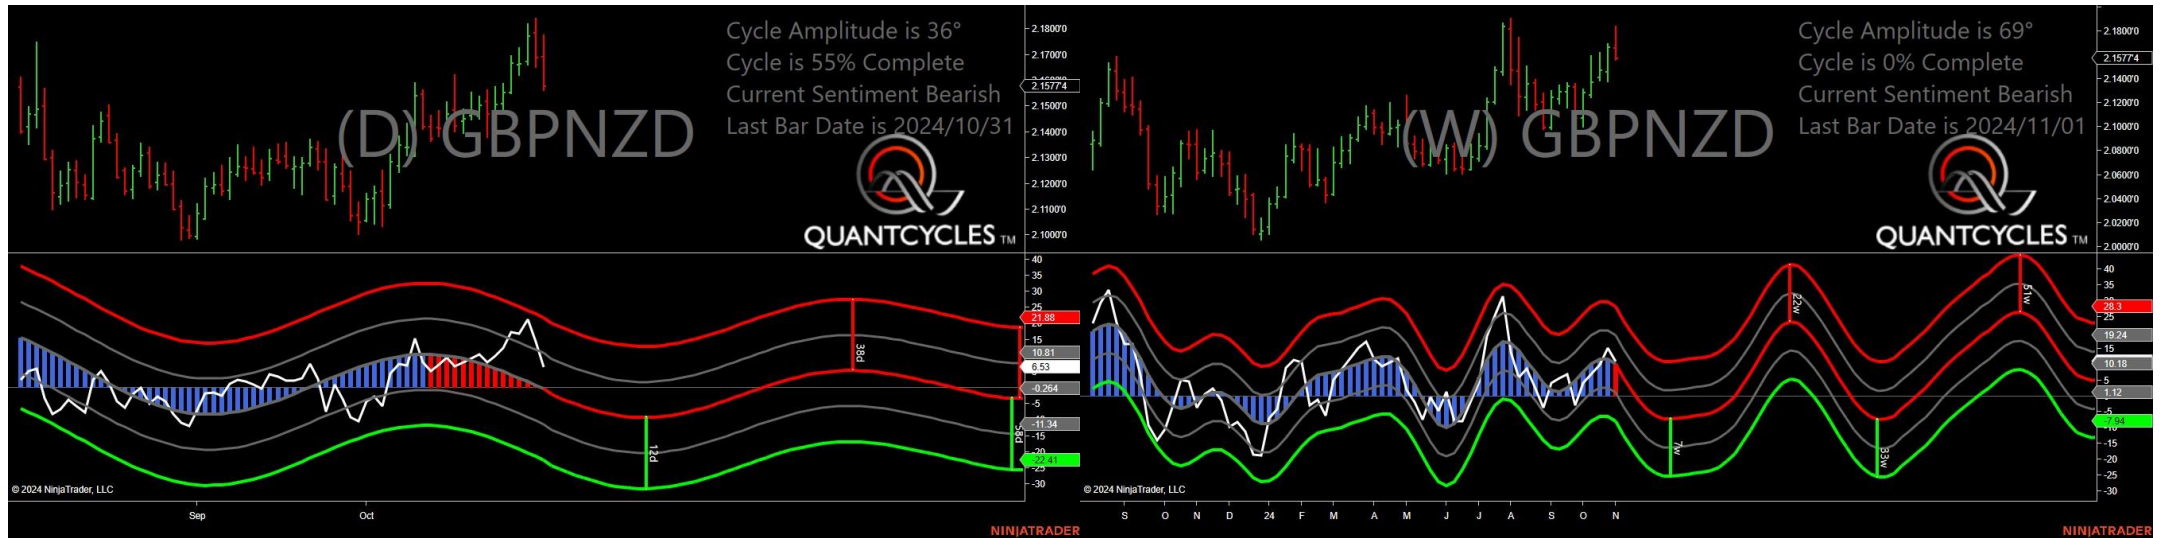 Cycle Amplitude is 36°
Cycle is 55% Complete
Current Sentiment Bearish
Last Bar Date is 2024/10/31
(D) GBPNZD
QUANTCYCLES TM
2.1800'0
2.1700'0
2.1577'4
2.1500'0
2.1400'0
2.1300'0
2.1200'0
2.1100'0
2.1000'0
40
35
30
25
21.88
15
10.81
6.53
-0.264
-5
-11.34
-15
-22.41
-25
-30
38d
12d
58d
© 2024 NinjaTrader, LLC
Sep
Oct
NINJATRADER
Cycle Amplitude is 69°
Cycle is 0% Complete
Current Sentiment Bearish
Last Bar Date is 2024/11/01
(W) GBPNZD
QUANTCYCLES TM
2.1800'0
2.1577'4
2.1400'0
2.1200'0
2.1000'0
2.0800'0
2.0600'0
2.0400'0
2.0200'0
2.0000'0
40
35
28.3
25
19.24
15
10.18
5
1.12
-5
-7.94
-15
-20
-25
-30
22w
51w
7w
33w
© 2024 NinjaTrader, LLC
S
O
N
D
24
F
M
A
M
J
J
A
S
O
N
NINJATRADER